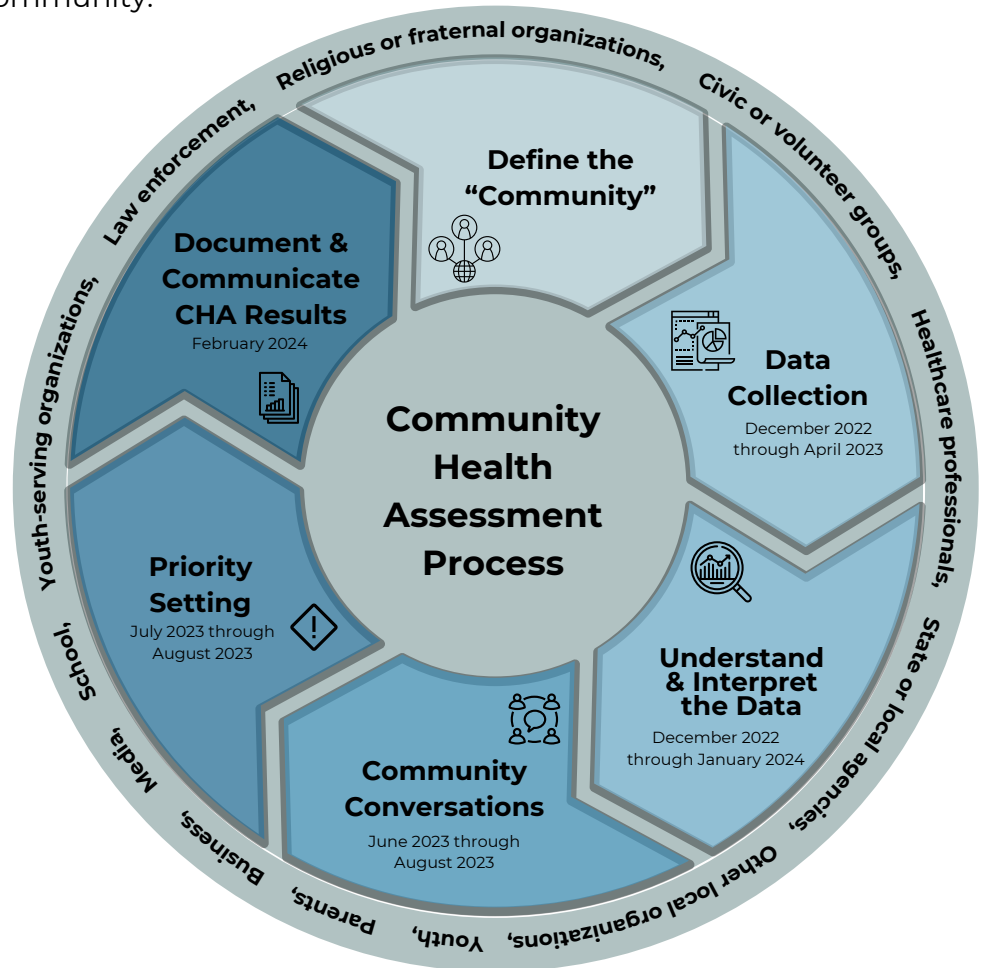 ommunity.
Religious or fraternal organizations,
Civic or volunteer groups,
Healthcare professionals,
State or local agencies,
Other local organizations,
Youth,
Parents,
Business,
Media,
School,
Youth-serving organizations,
Law enforcement,
Define the
“Community”
Data
Collection
December 2022
through April 2023
Understand
& Interpret
the Data
December 2022
through January 2024
Community
Conversations
June 2023 through
August 2023
Priority
Setting
July 2023 through
August 2023
Document &
Communicate
CHA Results
February 2024
Community
Health
Assessment
Process